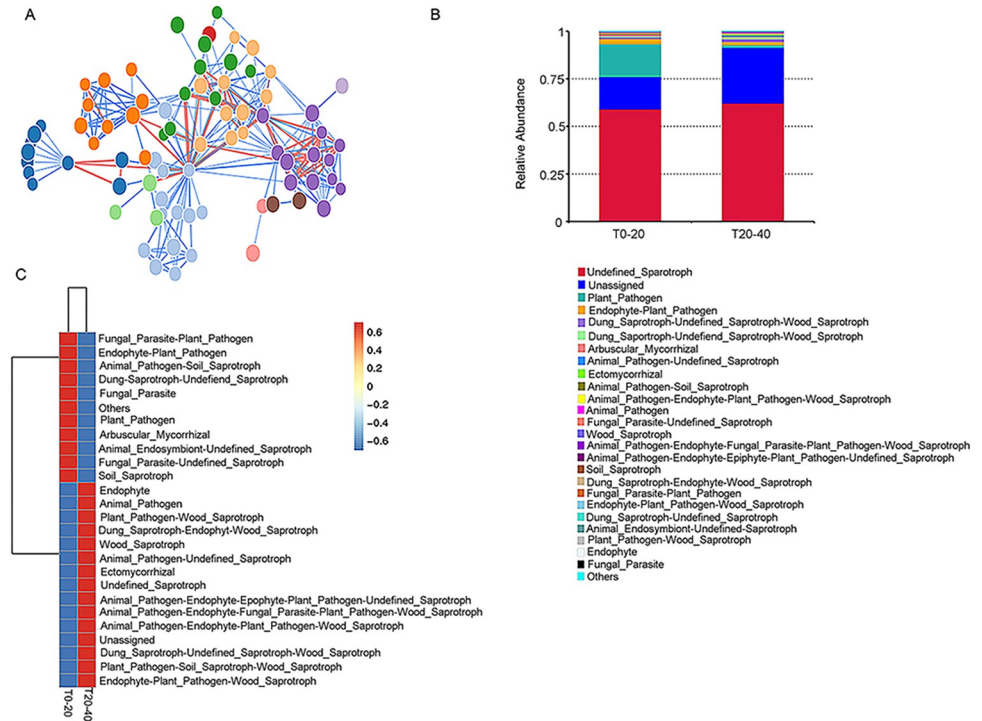 A
B
1
0.75
0.5
0.25
0
Relative Abundance
T0-20
T20-40
Undefined_Sparotroph
Unassigned
Plant_Pathogen
Endophyte-Plant_Pathogen
Dung_Saprotroph-Undefined_Saprotroph-Wood_Saprotroph
Dung_Saportroph-Undefiend_Saprotroph-Wood_Saprotroph
Arbuscular_Mycorrhizal
Animal_Pathogen-Undefined_Saprotroph
Ectomycorrhizal
Animal_Pathogen-Soil_Saprotroph
Animal_Pathogen-Endophyte-Plant_Pathogen-Wood_Saprotroph
Animal_Pathogen
Fungal_Parasite-Undefined_Saprotroph
Wood_Saprotroph
Animal_Pathogen-Endophyte-Fungal_Parasite-Plant_Pathogen-Wood_Saprotroph
Animal_Pathogen-Endophyte-Epiphyte-Plant_Pathogen-Undefined_Saprotroph
Soil_Saprotroph
Dung_Saprotroph-Endophyte-Wood_Saprotroph
Fungal_Parasite-Plant_Pathogen
Endophyte-Plant_Pathogen-Wood_Saprotroph
Dung_Saprotroph-Undefined_Saprotroph
Animal_Endosymbiont-Undefined-Saprotroph
Plant_Pathogen-Wood_Saprotroph
Endophyte
Fungal_Parasite
Others
C
Fungal_Parasite-Plant_Pathogen
Endophyte-Plant_Pathogen
Animal_Pathogen-Soil_Saprotroph
Dung-Saprotroph-Undefiend_Saprotroph
Fungal_Parasite
Others
Plant_Pathogen
Arbuscular_Mycorrhizal
Animal_Endosymbiont-Undefined_Saprotroph
Fungal_Parasite-Undefined_Saprotroph
Soil_Saprotroph
Endophyte
Animal_Pathogen
Plant_Pathogen-Wood_Saprotroph
Dung_Saprotroph-Endophyt-Wood_Saprotroph
Wood_Saprotroph
Animal_Pathogen-Undefined_Saprotroph
Ectomycorrhizal
Undefined_Saprotroph
Animal_Pathogen-Endophyte-Epophyte-Plant_Pathogen-Undefined_Saprotroph
Animal_Pathogen-Endophyte-Fungal_Parasite-Plant_Pathogen-Wood_Saprotroph
Animal_Pathogen-Endophyte-Plant_Pathogen-Wood_Saprotroph
Unassigned
Dung_Saprotroph-Undefined_Saprotroph-Wood_Saprotroph
Plant_Pathogen-Soil_Saprotroph-Wood_Saprotroph
Endophyte-Plant_Pathogen-Wood_Saprotroph
0.6
0.4
0.2
0
−0.2
−0.4
−0.6
T0-20
T20-40